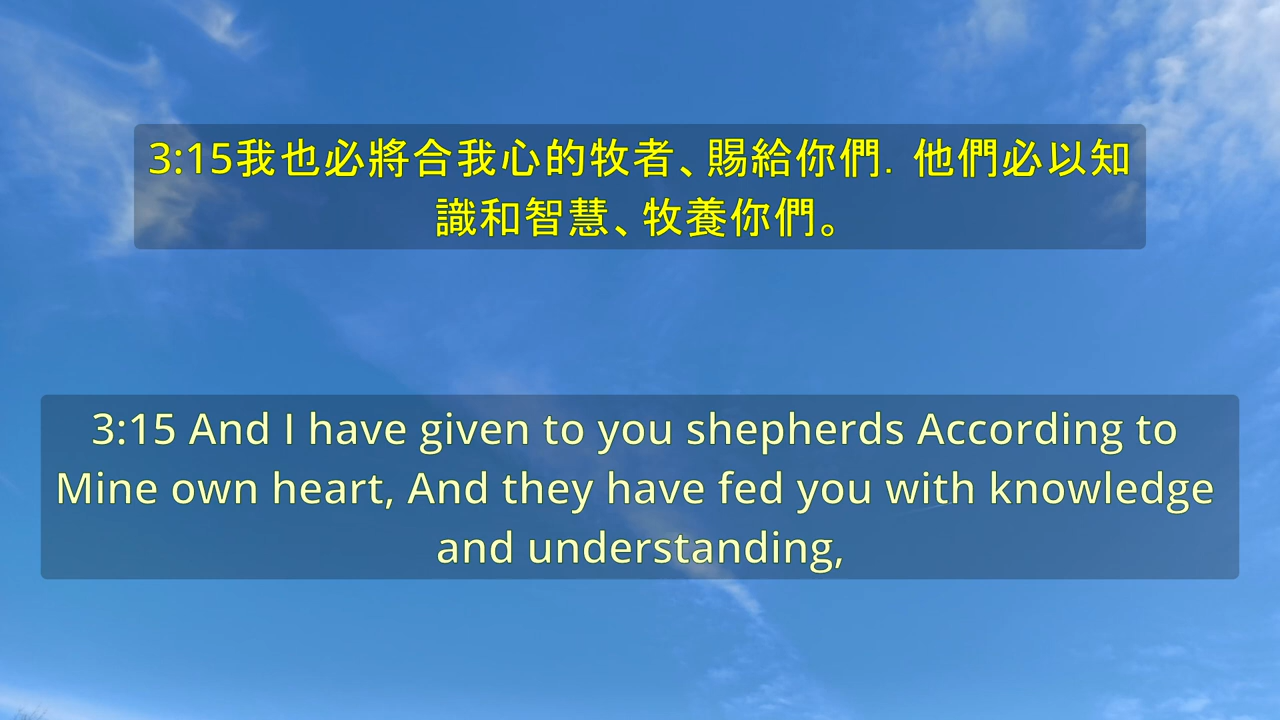 3:15我也必將合我心的牧者、賜給你們．他們必以知
識和智慧、牧養你們。
3:15 And I have given to you shepherds According to
Mine own heart, And they have fed you with knowledge
and understanding,